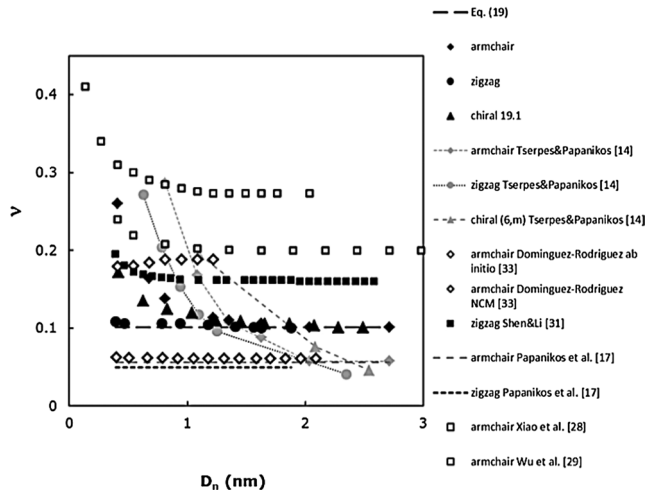 0.4
0.3
0.2
0.1
0
ν
0
1
2
3
Dn (nm)
Eq. (19)
armchair
zigzag
chiral 19.1
armchair Tserpes&Papanikos [14]
zigzag Tserpes&Papanikos [14]
chiral (6,m) Tserpes&Papanikos [14]
armchair Dominguez-Rodriguez ab
initio [33)
armchair Dominguez-Rodriguez
NCM [33)
zigzag Shen&Li [31]
armchair Papanikos et al. [17]
zigzag Papanikos et al. [17]
armchair Xiao et al. [28]
armchair Wu et al. [29]